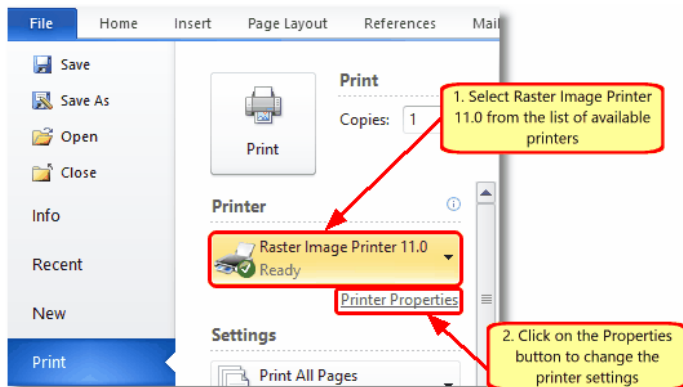 File Home Insert Page Layout References Mail
Save
Save As
Open
Close
Info
Recent
New
Print
Print
Print
Copies: 1
1. Select Raster Image Printer
11.0 from the list of available
printers
Printer
Raster Image Printer 11.0
Ready
Printer Properties
2. Click on the Properties
button to change the
printer settings
Settings
Print All Pages